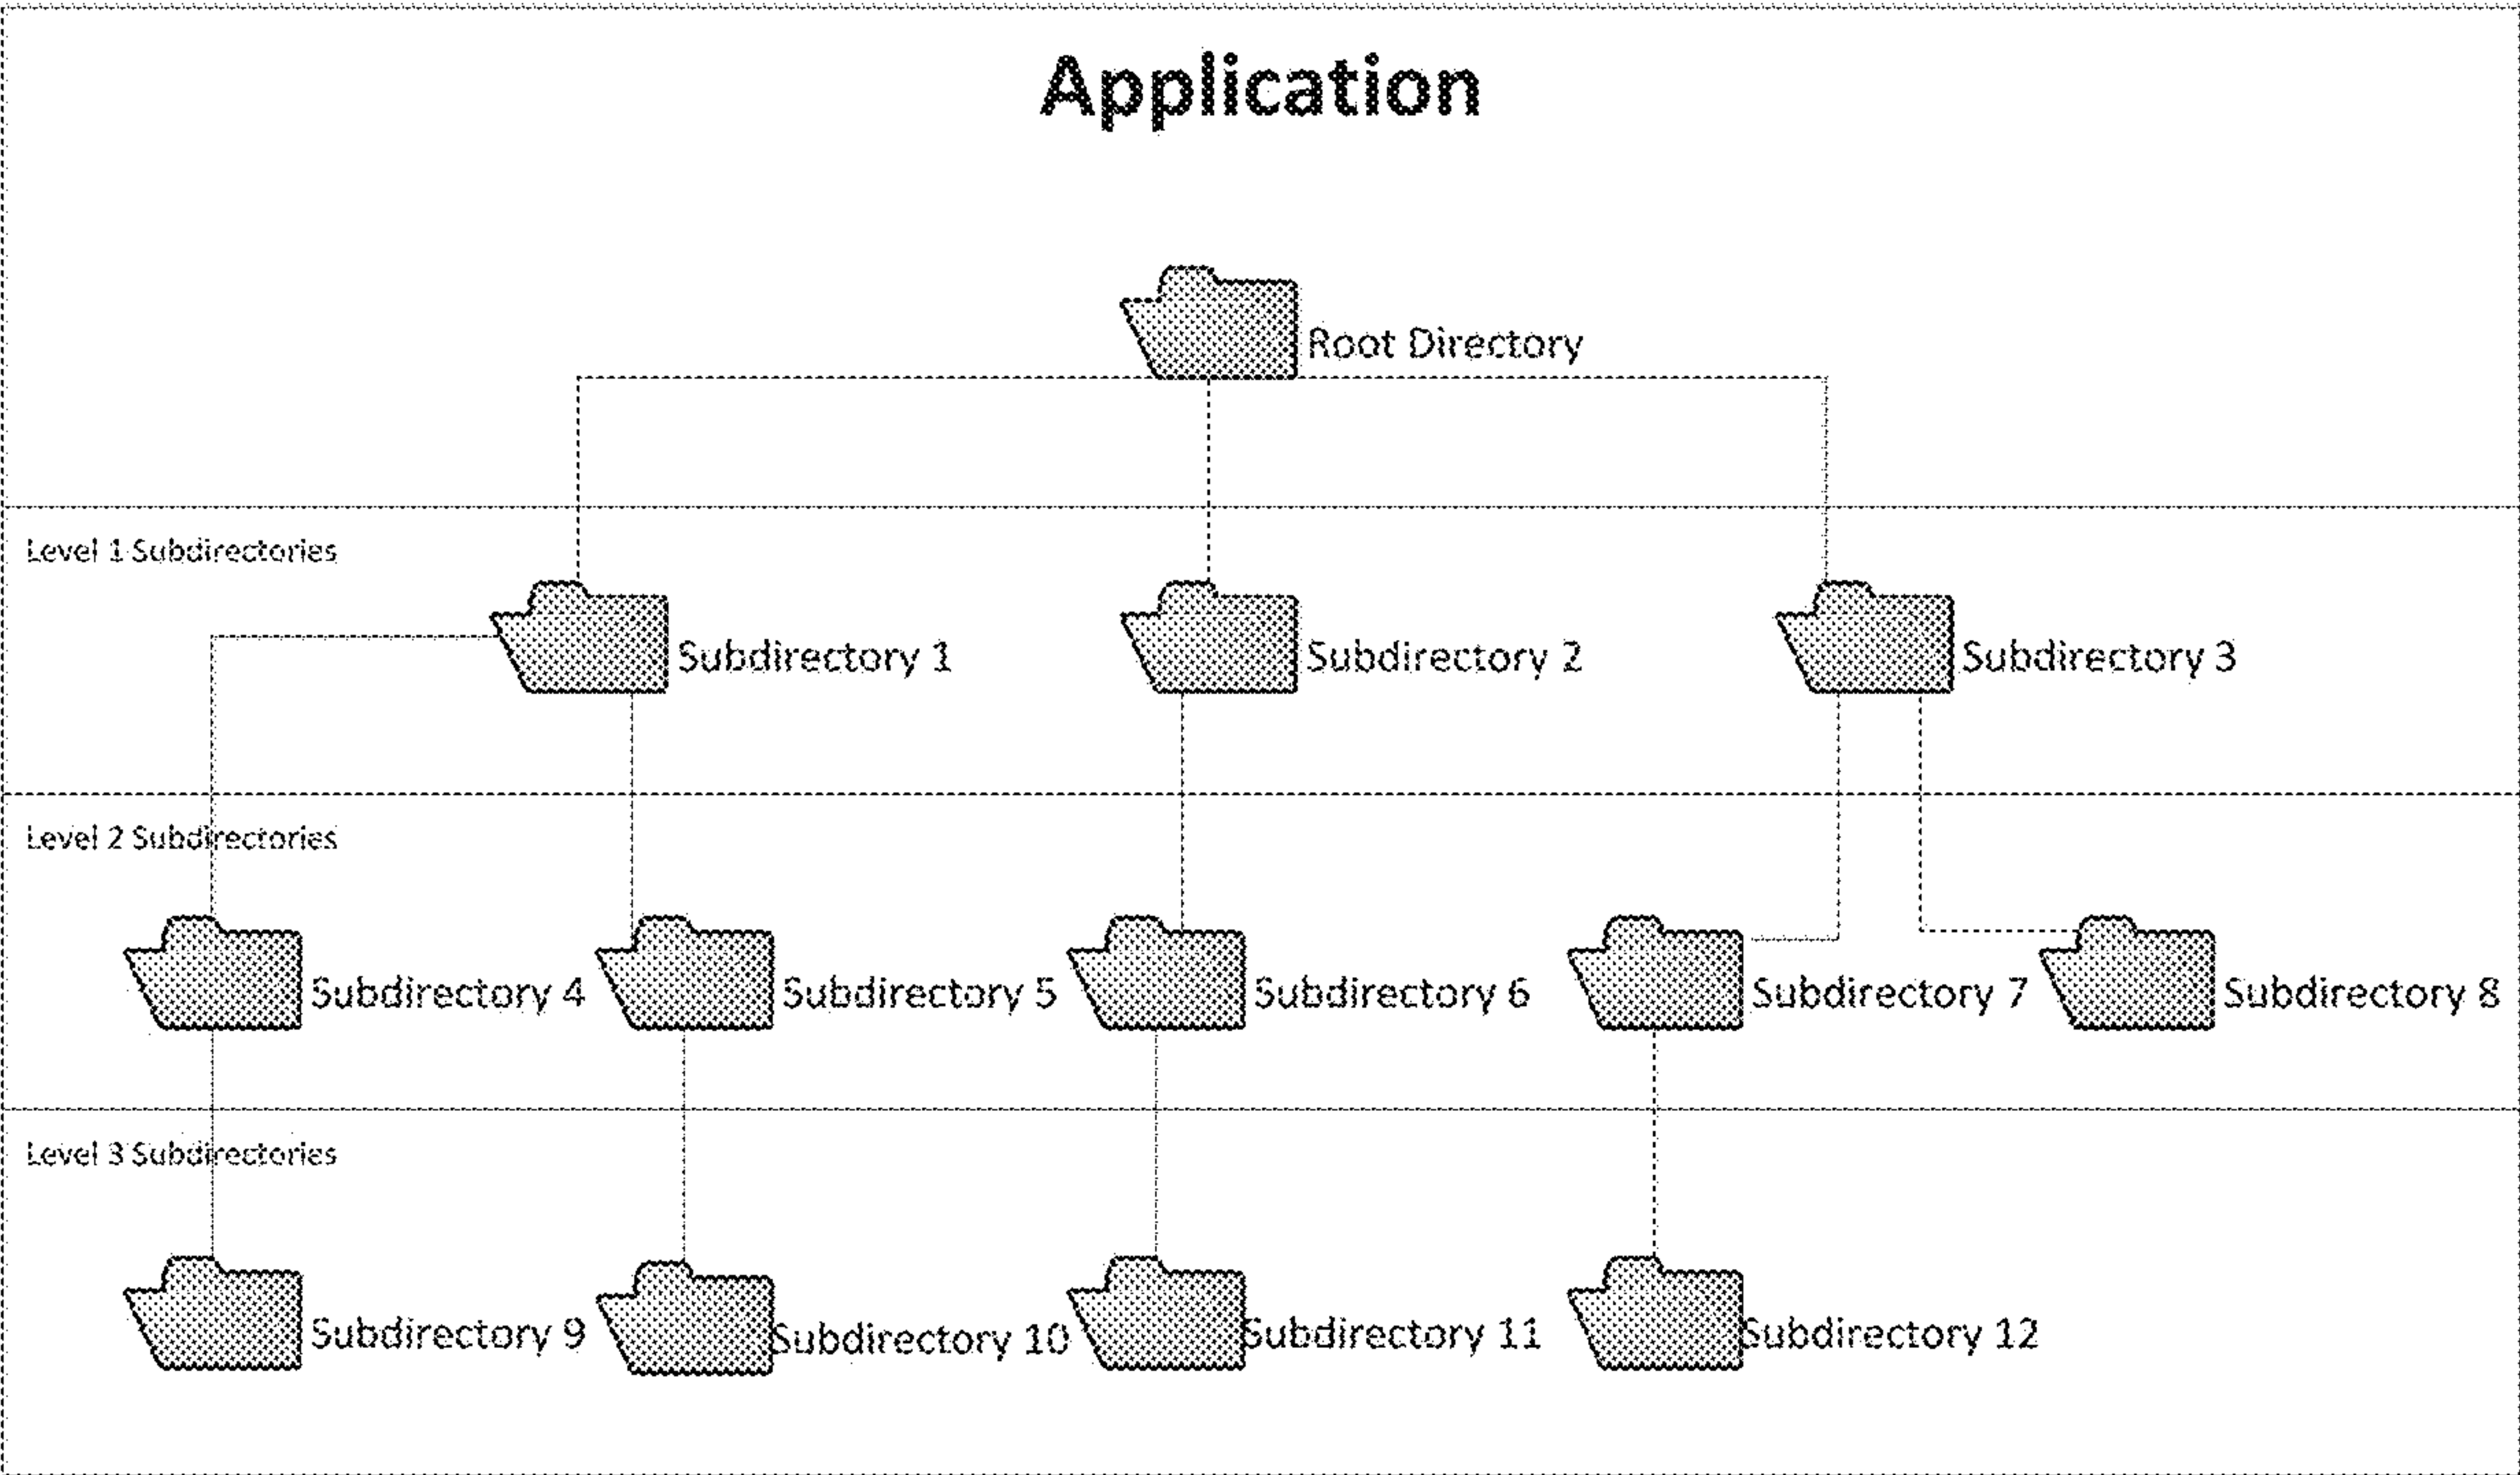 Application
Root Directory
Level 1 Subdirectories
Subdirectory 1
Subdirectory 2
Subdirectory 3
Level 2 Subdirectories
Subdirectory 4
Subdirectory 5
Subdirectory 6
Subdirectory 7
Subdirectory 8
Level 3 Subdirectories
Subdirectory 9
Subdirectory 10
Subdirectory 11
Subdirectory 12